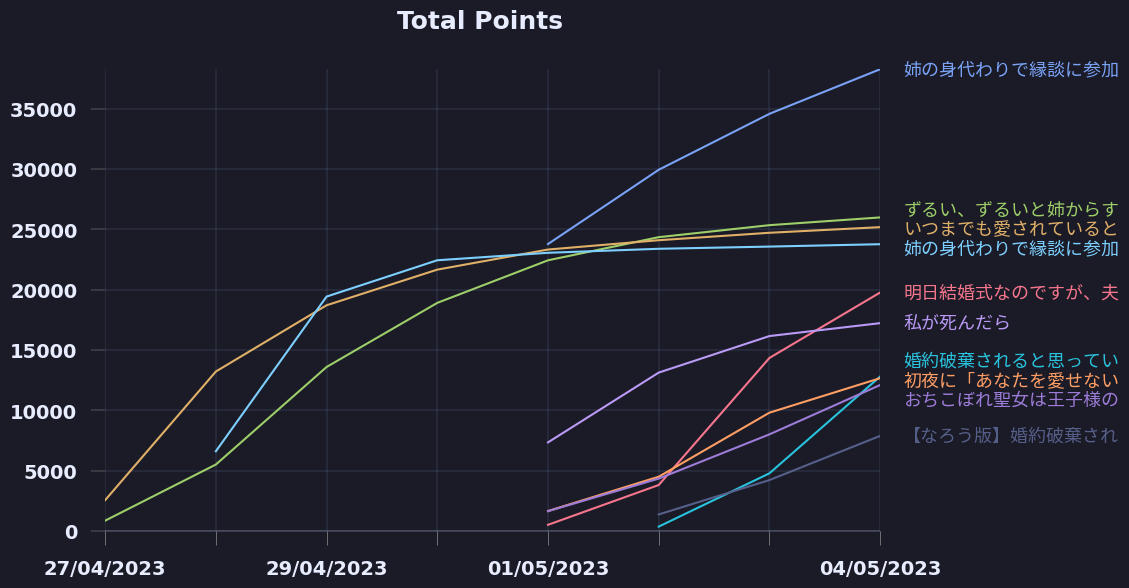 Total Points
35000
30000
25000
20000
15000
10000
5000
0
27/04/2023
29/04/2023
01/05/2023
04/05/2023
姉の身代わりで縁談に参加
ずるい、ずるいと姉からす
いつまでも愛されていると
姉の身代わりで縁談に参加
明日結婚式なのですが、夫
私が死んだら
婚約破棄されると思ってい
初夜に「あなたを愛せない
おちこぼれ聖女は王子様の
【なろう版】婚約破棄され